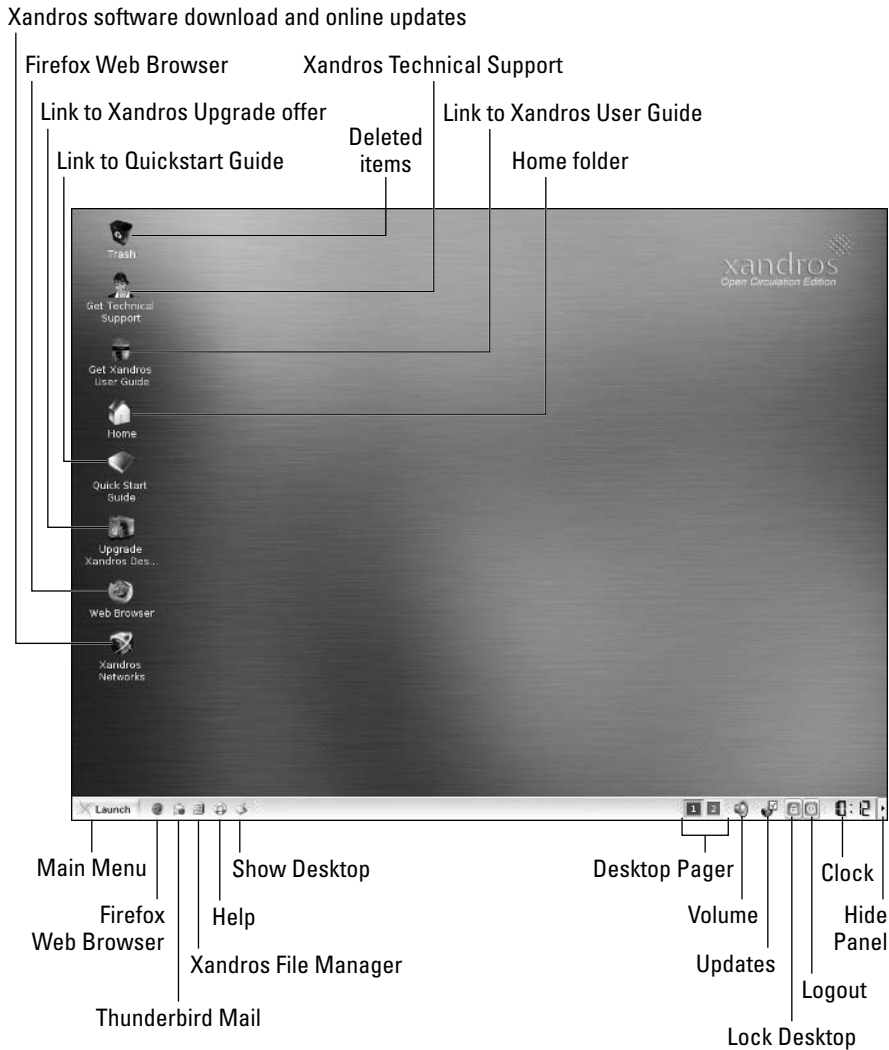 Xandros software download and online updates
Firefox Web Browser
Xandros Technical Support
Link to Xandros Upgrade offer
Link to Xandros User Guide
Deleted
items
Link to Quickstart Guide
Home folder
Trash
xandros
Open Circulation Edition
Get Technical
Support
Get Xandros
User Guide
Home
Quick Start
Guide
Upgrade
Xandros Des...
Web Browser
Xandros
Networks
Launch
1 2
0:12
Main Menu
Show Desktop
Desktop Pager
Clock
Firefox
Web Browser
Help
Volume
Hide
Panel
Xandros File Manager
Updates
Logout
Thunderbird Mail
Lock Desktop